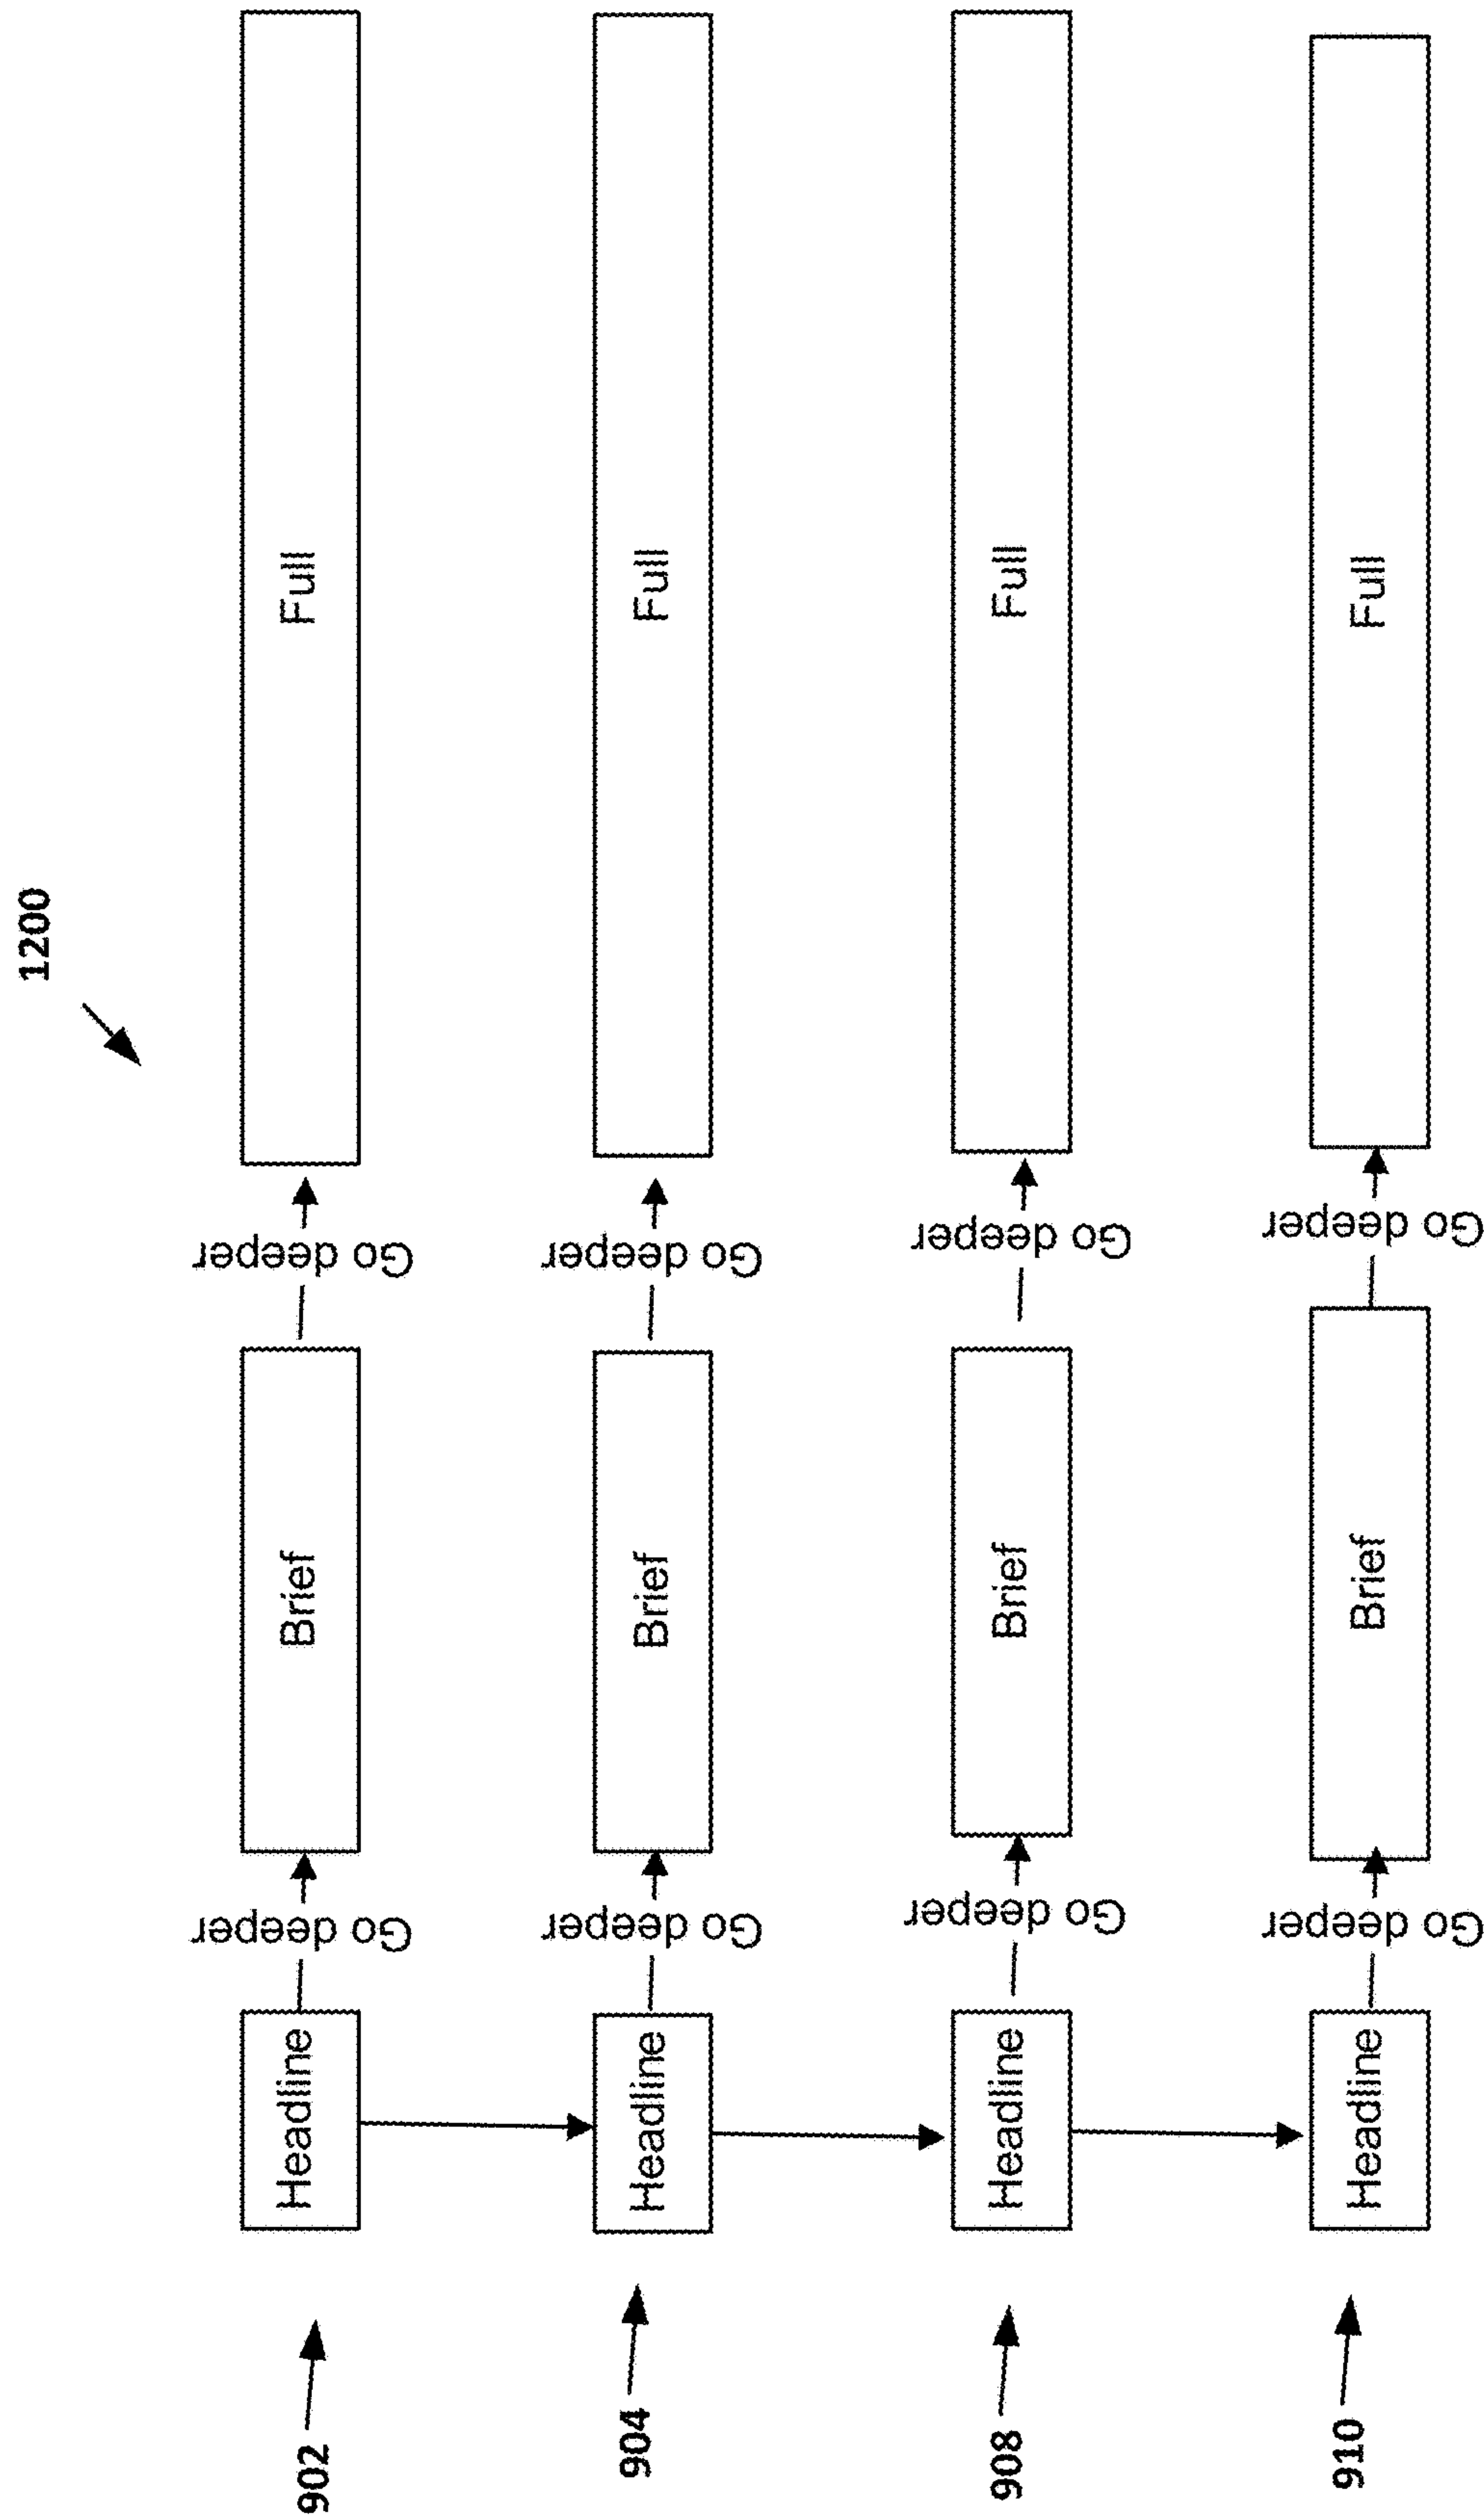 1200
902
Headline
Go deeper
Brief
Go deeper
Full
904
Headline
Go deeper
Brief
Go deeper
Full
908
Headline
Go deeper
Brief
Go deeper
Full
910
Headline
Go deeper
Brief
Go deeper
Full